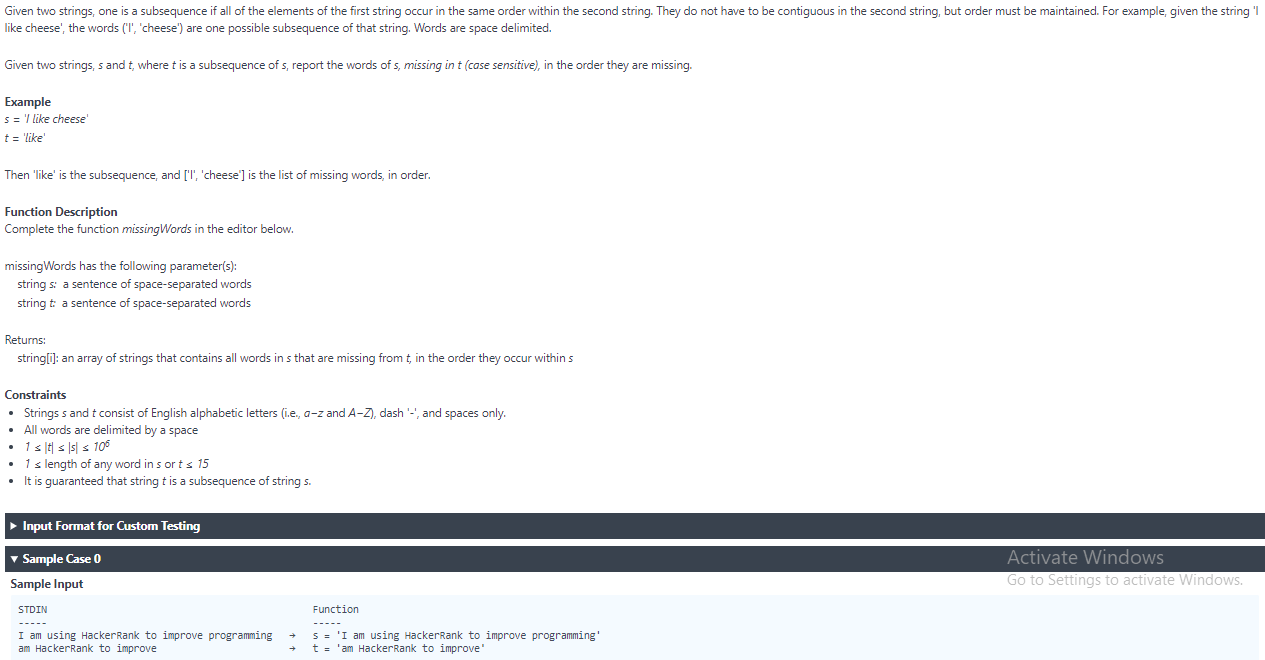 Given two strings, one is a subsequence if all of the elements of the first string occur in the same order within the second string. They do not have to be contiguous in the second string, but order must be maintained. For example, given the string 'I
like cheese', the words ('I', 'cheese') are one possible subsequence of that string. Words are space delimited.
Given two strings, s and t, where t is a subsequence of s, report the words of s, missing in t (case sensitive), in the order they are missing.
Example
s = 'I like cheese'
t = 'like'
Then 'like' is the subsequence, and ['I', 'cheese'] is the list of missing words, in order.
Function Description
Complete the function missingWords in the editor below.
missingWords has the following parameter(s):
string s: a sentence of space-separated words
string t: a sentence of space-separated words
Returns:
string[i]: an array of strings that contains all words in s that are missing from t, in the order they occur within s
Constraints
• Strings s and t consist of English alphabetic letters (i.e., a−z and A−Z), dash '-', and spaces only.
• All words are delimited by a space
• 1 ≤ |t| ≤ |s| ≤ 10⁶
• 1 ≤ length of any word in s or t ≤ 15
• It is guaranteed that string t is a subsequence of string s.
▶ Input Format for Custom Testing
▼ Sample Case 0
Activate Windows
Go to Settings to activate Windows.
Sample Input
STDIN Function
----- -----
I am using HackerRank to improve programming → s = 'I am using HackerRank to improve programming'
am HackerRank to improve → t = 'am HackerRank to improve'